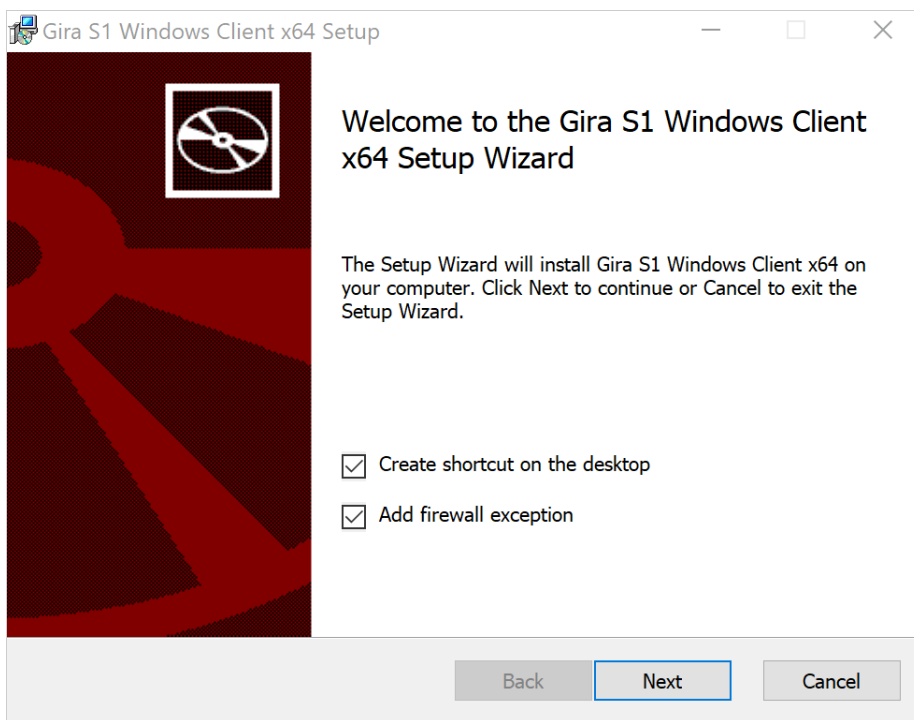 Gira S1 Windows Client x64 Setup
Welcome to the Gira S1 Windows Client
x64 Setup Wizard
The Setup Wizard will install Gira S1 Windows Client x64 on
your computer. Click Next to continue or Cancel to exit the
Setup Wizard.
Create shortcut on the desktop
Add firewall exception
Back
Next
Cancel